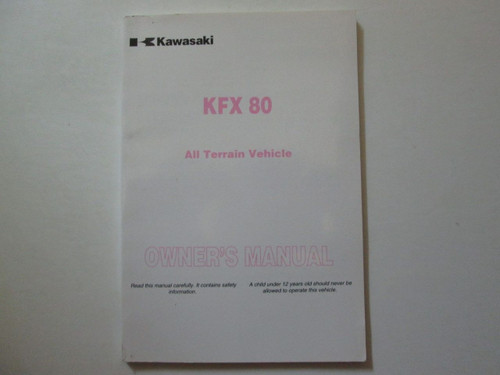 Kawasaki
KFX 80
All Terrain Vehicle
OWNER'S MANUAL
Read this manual carefully. It contains safety
information.
A child under 12 years old should never be
allowed to operate this vehicle.